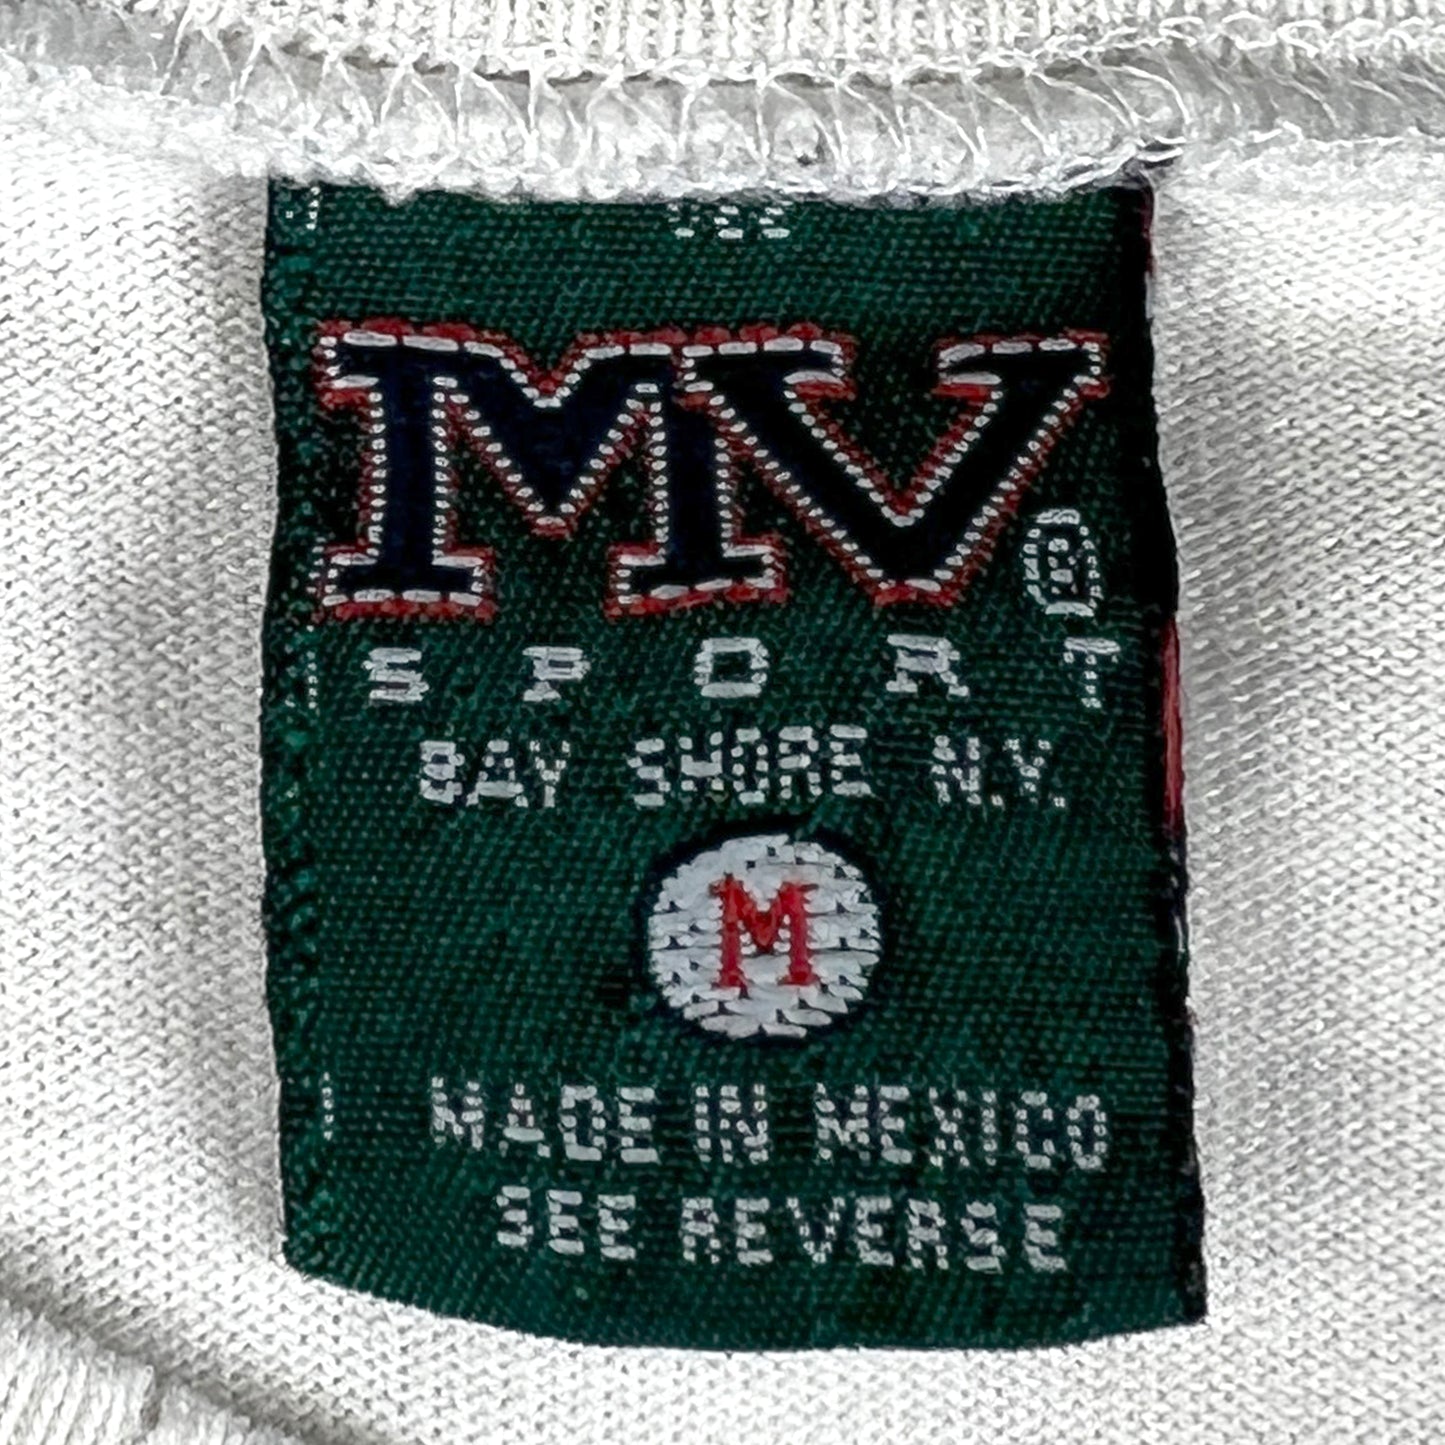 MV®
SPORT
BAY SHORE N.Y.
M
MADE IN MEXICO
SEE REVERSE